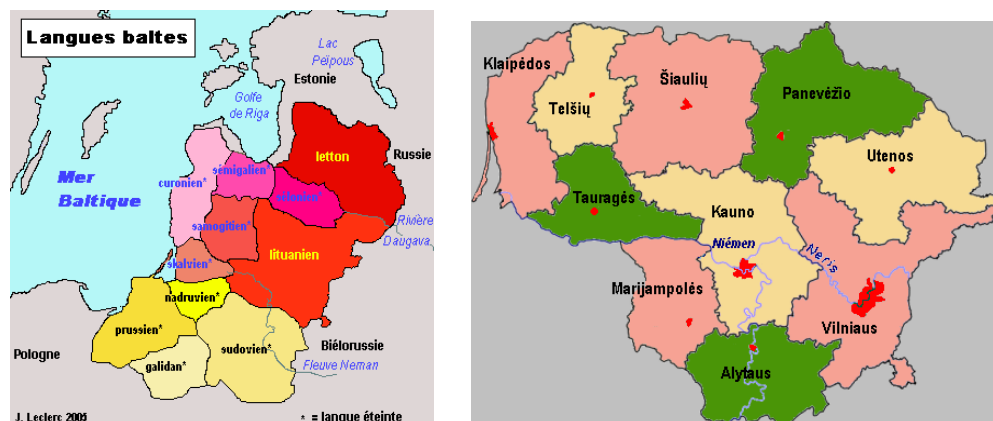 Langues baltes
Lac
Peïpous
Estonie
Golfe
de Riga
letton
Russie
sémigalien*
curonien*
sélonien*
Mer
Baltique
samogitien*
Rivière
Daugava
lituanien
skalvien*
nadruvien*
prussien*
Biélorussie
Pologne
sudovien*
galidan*
Fleuve Neman
J. Leclerc 2005
* = langue éteinte
Klaipédos
Šiaulių
Telšių
Panevėžio
Utenos
Tauragės
Kauno
Niémen
Neris
Marijampolés
Vilniaus
Alytaus